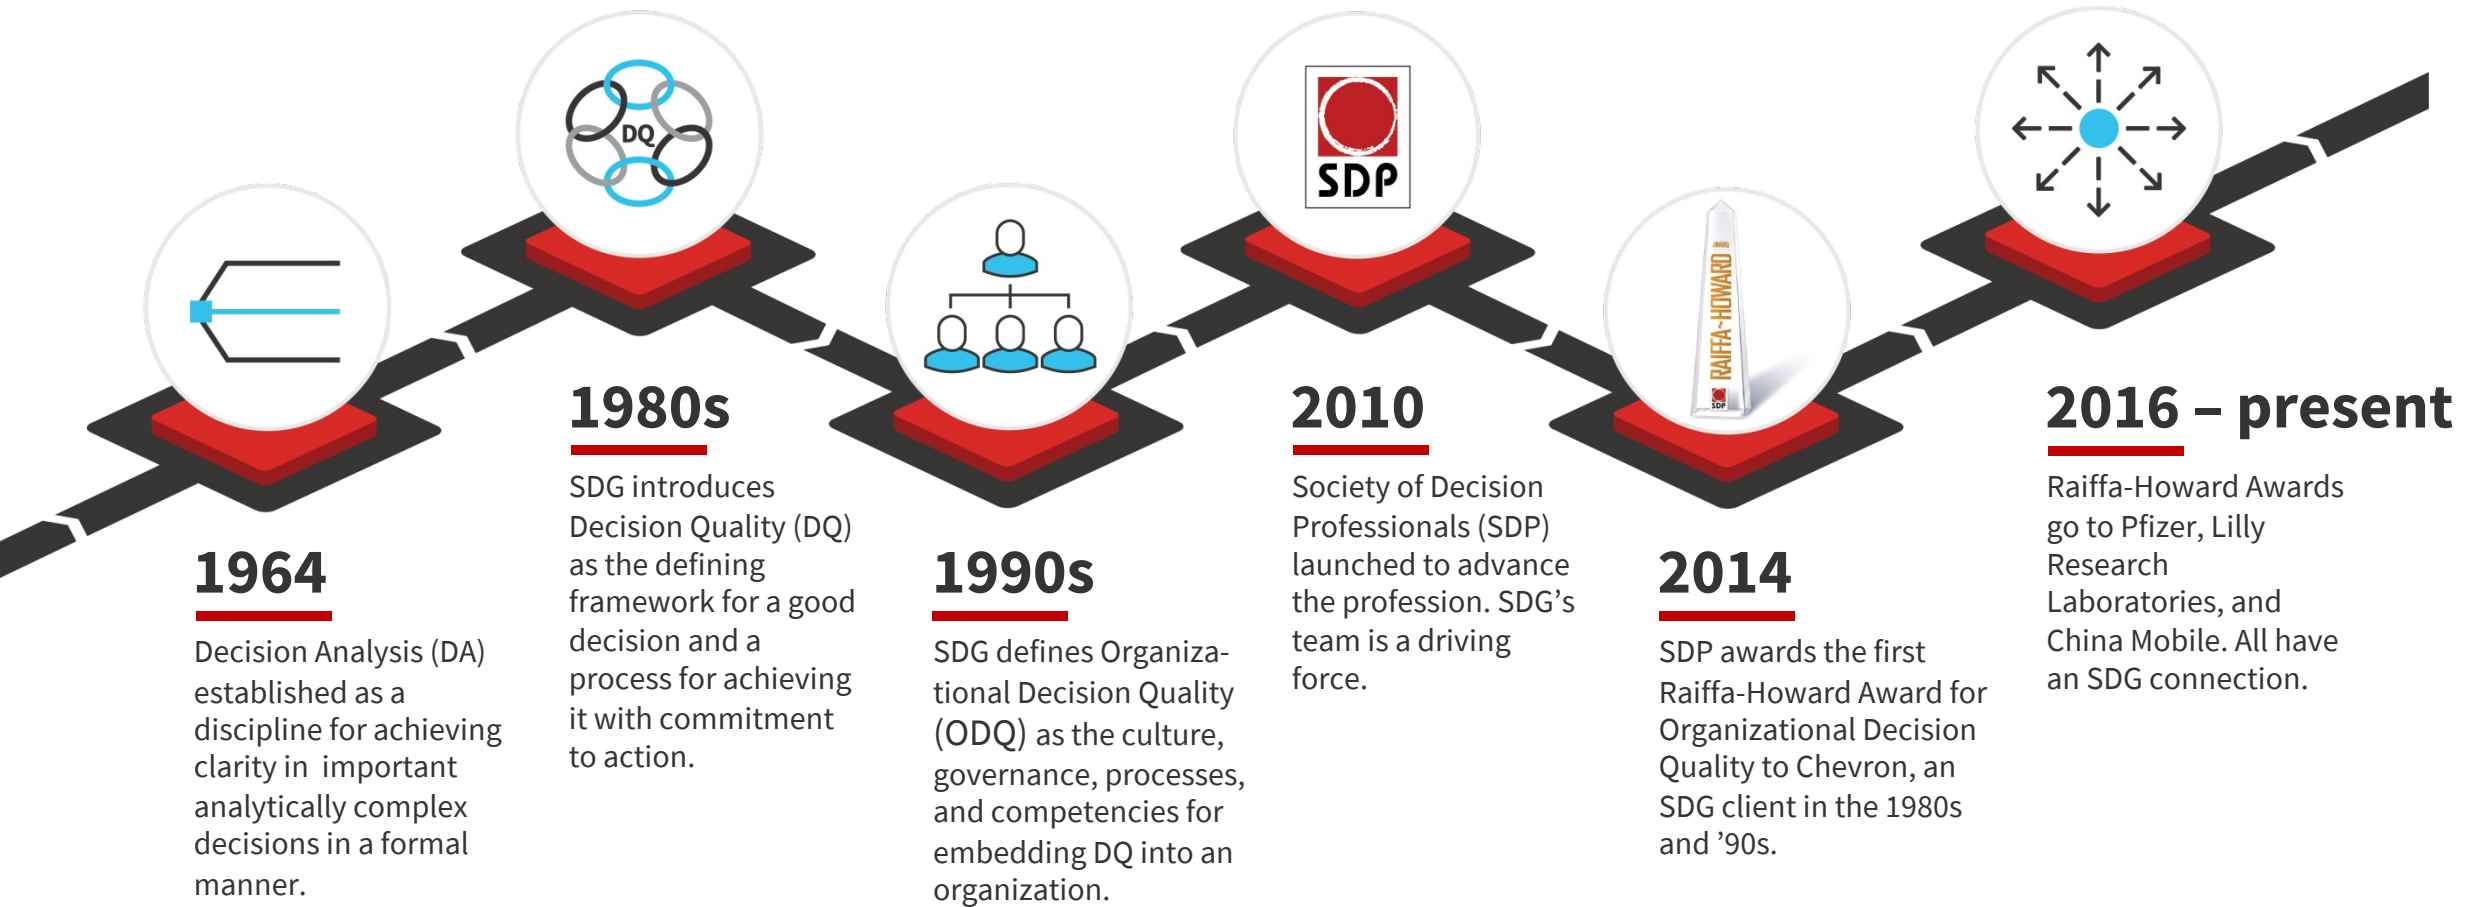 1964
Decision Analysis (DA)
established as a
discipline for achieving
clarity in  important
analytically complex
decisions in a formal
manner.
DQ
1980s
SDG introduces
Decision Quality (DQ)
as the defining
framework for a good
decision and a
process for achieving
it with commitment
to action.
1990s
SDG defines Organiza-
tional Decision Quality
(ODQ) as the culture,
governance, processes,
and competencies for
embedding DQ into an
organization.
SDP
2010
Society of Decision
Professionals (SDP)
launched to advance
the profession. SDG’s
team is a driving
force.
AWARD
RAIFFA~HOWARD
SDP
2014
SDP awards the first
Raiffa-Howard Award for
Organizational Decision
Quality to Chevron, an
SDG client in the 1980s
and ’90s.
2016 – present
Raiffa-Howard Awards
go to Pfizer, Lilly
Research
Laboratories, and
China Mobile. All have
an SDG connection.